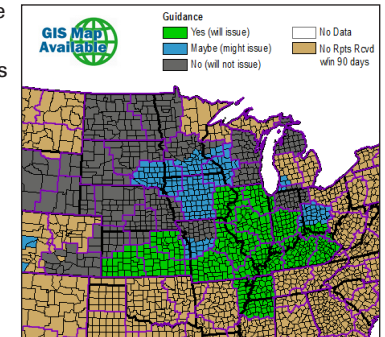 e
s
GIS Map
Available
Guidance
Yes (will issue)
Maybe (might issue)
No (will not issue)
No Data
No Rpts Rcvd
w/in 90 days